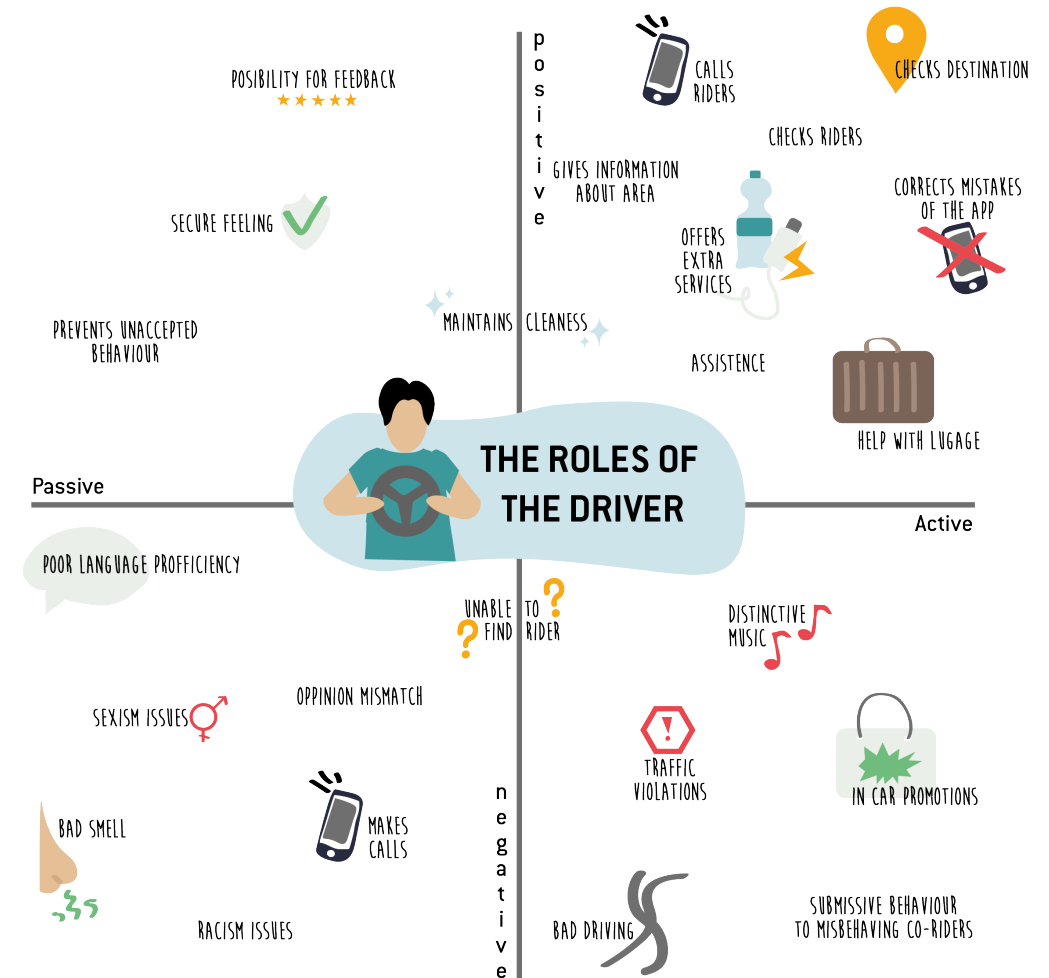 POSIBILITY FOR FEEDBACK
SECURE FEELING
PREVENTS UNACCEPTED
BEHAVIOUR
positive
CALLS
RIDERS
CHECKS DESTINATION
CHECKS RIDERS
GIVES INFORMATION
ABOUT AREA
CORRECTS MISTAKES
OF THE APP
OFFERS
EXTRA
SERVICES
MAINTAINS CLEANESS
ASSISTENCE
HELP WITH LUGAGE
THE ROLES OF
THE DRIVER
Passive
Active
POOR LANGUAGE PROFFICIENCY
UNABLE TO ?
? FIND RIDER
DISTINCTIVE
MUSIC
SEXISM ISSUES
OPPINION MISMATCH
TRAFFIC
VIOLATIONS
IN CAR PROMOTIONS
negative
BAD SMELL
MAKES
CALLS
RACISM ISSUES
BAD DRIVING
SUBMISSIVE BEHAVIOUR
TO MISBEHAVING CO-RIDERS